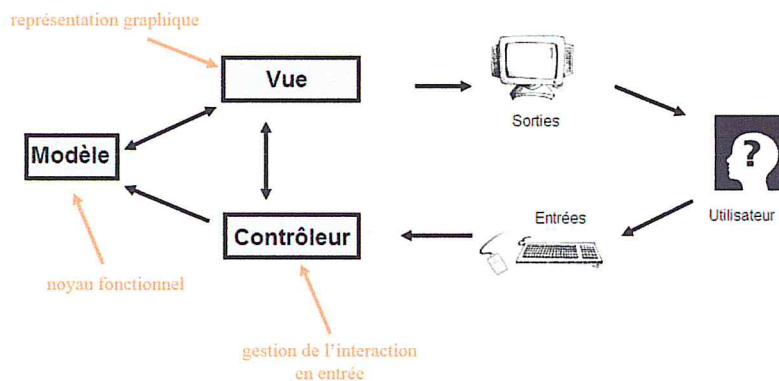 représentation graphique
Vue
Sorties
Modèle
?
Utilisateur
Entrées
Contrôleur
noyau fonctionnel
gestion de l'interaction
en entrée